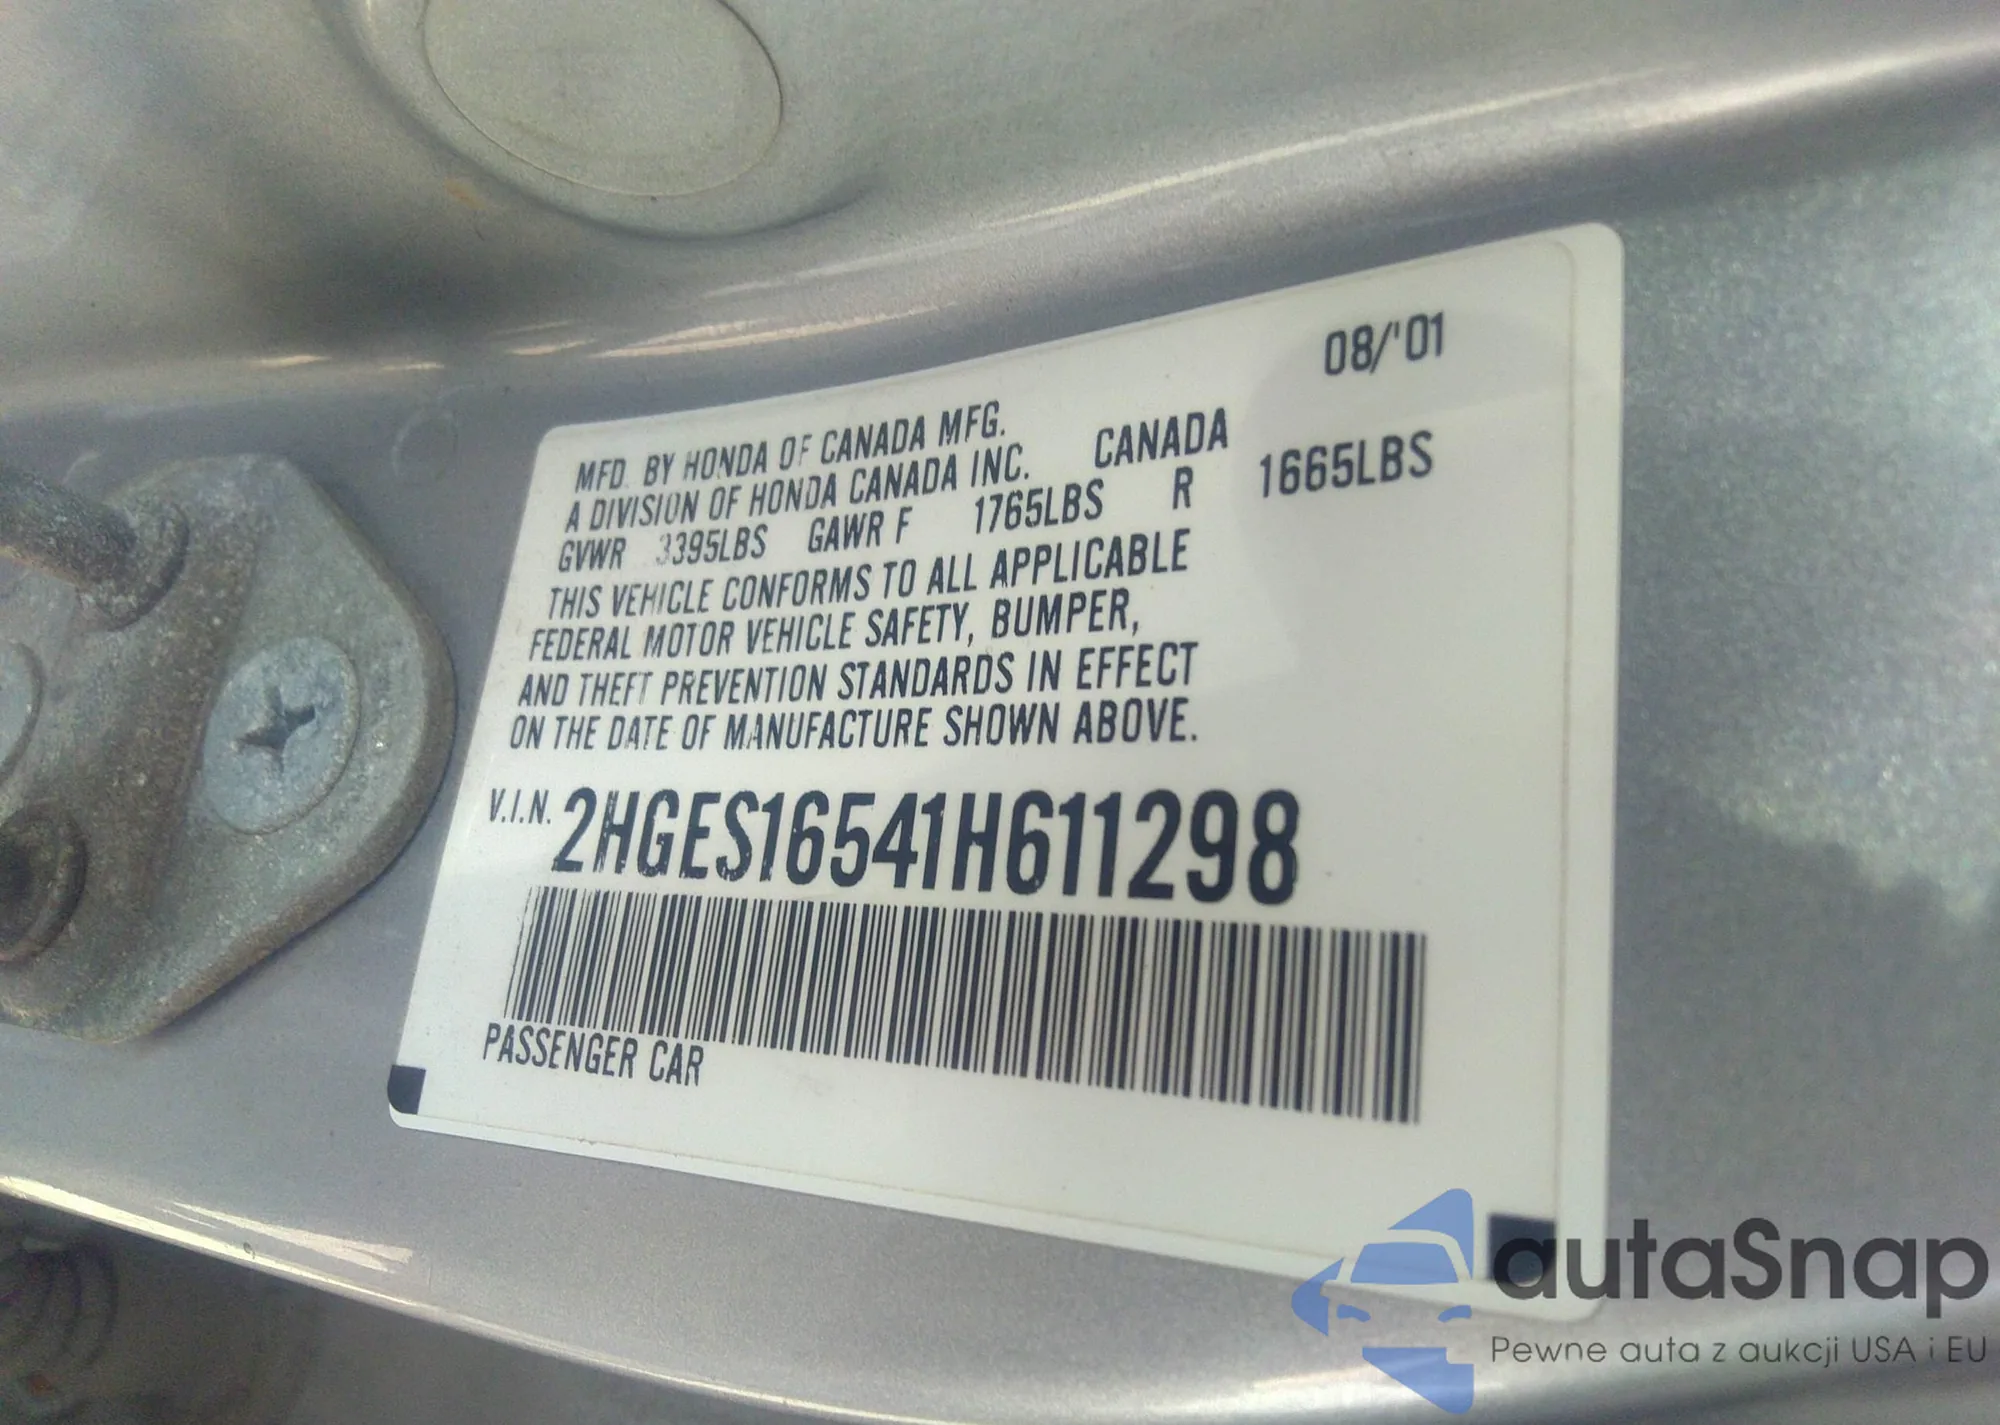 08/'01
MFD. BY HONDA OF CANADA MFG.
A DIVISION OF HONDA CANADA INC. CANADA
GVWR 3395LBS GAWR F 1765LBS R 1665LBS
THIS VEHICLE CONFORMS TO ALL APPLICABLE
FEDERAL MOTOR VEHICLE SAFETY, BUMPER,
AND THEFT PREVENTION STANDARDS IN EFFECT
ON THE DATE OF MANUFACTURE SHOWN ABOVE.
V.I.N. 2HGES16541H611298
PASSENGER CAR
autaSnap
Pewne auta z aukcji USA i EU